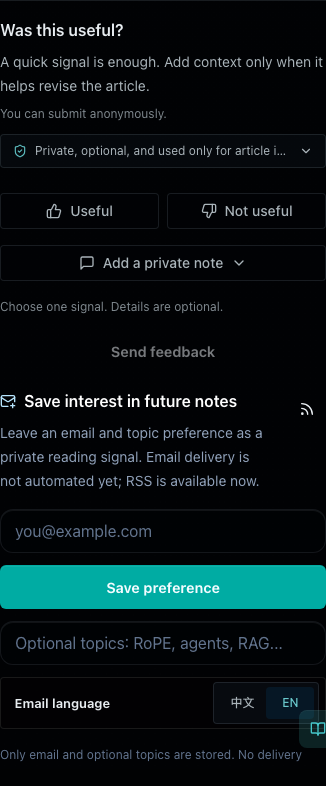 Was this useful?
A quick signal is enough. Add context only when it
helps revise the article.
You can submit anonymously.
Private, optional, and used only for article i...
Useful
Not useful
Add a private note
Choose one signal. Details are optional.
Send feedback
Save interest in future notes
Leave an email and topic preference as a
private reading signal. Email delivery is
not automated yet; RSS is available now.
you@example.com
Save preference
Optional topics: RoPE, agents, RAG...
Email language
中文
EN
Only email and optional topics are stored. No delivery